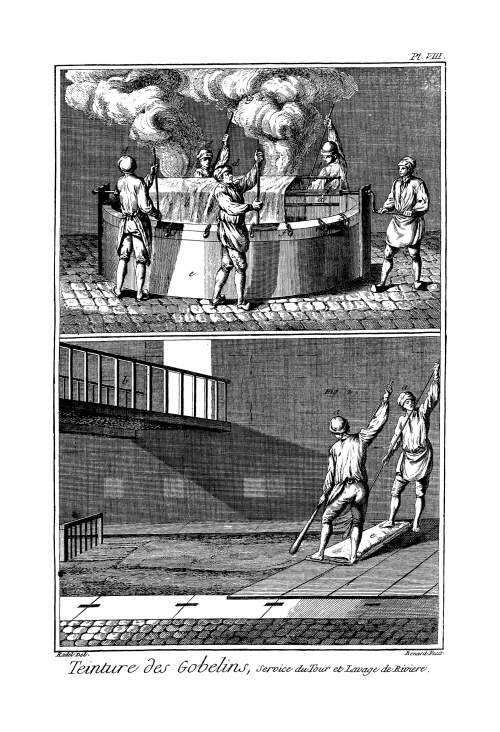 Pl. VIII.
c
b
Radel Del.
Benard Fecit.
Teinture des Gobelins, Service du Tour et Lavage de Riviere.